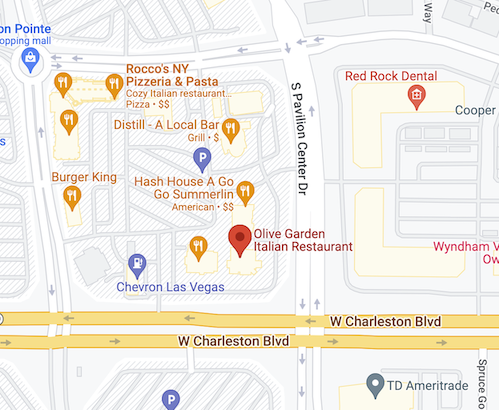 on Pointe
opping mall
Way
Rocco's NY
Pizzeria & Pasta
Cozy Italian restaurant...
Pizza • $$
Red Rock Dental
S Pavilion Center Dr
Cooper
Distill - A Local Bar
Grill • $
P
s
Burger King
Hash House A Go
Go Summerlin
American • $$
Olive Garden
Italian Restaurant
Wyndham V
Ow
Chevron Las Vegas
W Charleston Blvd
W Charleston Blvd
TD Ameritrade
Spruce Go
P